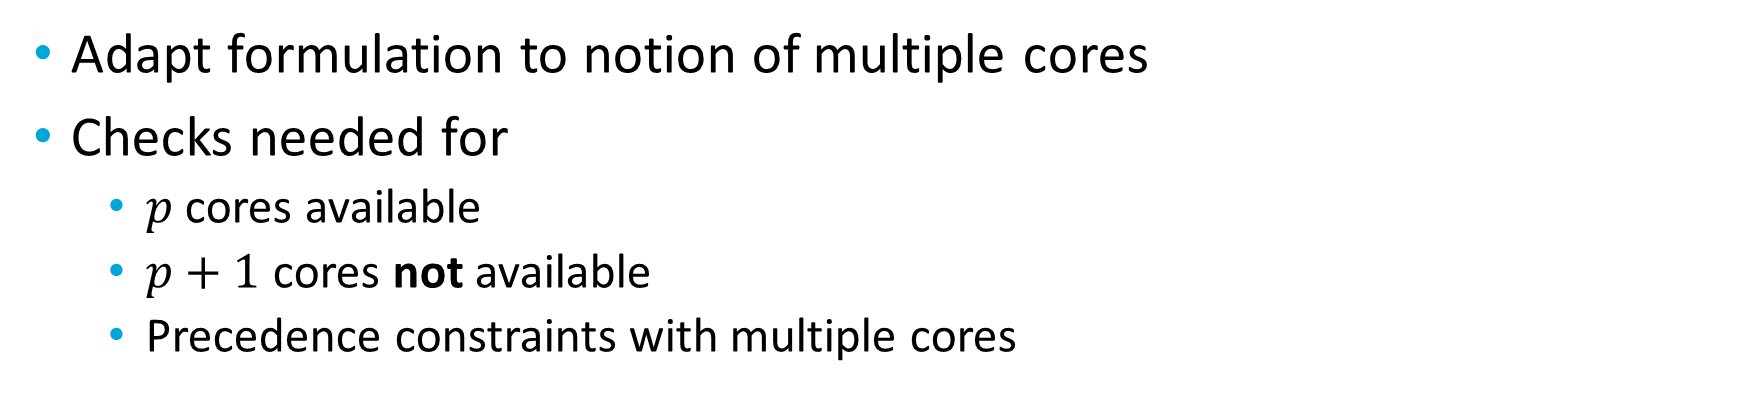 • Adapt formulation to notion of multiple cores
• Checks needed for
• p cores available
• p + 1 cores not available
• Precedence constraints with multiple cores